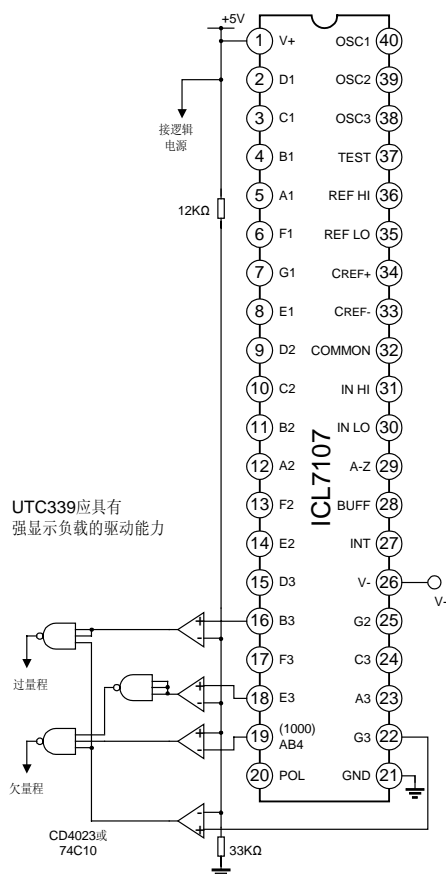 +5V
1 V+ OSC1 40
2 D1 OSC2 39
接逻辑
电源
3 C1 OSC3 38
4 B1 TEST 37
5 A1 REF HI 36
12KΩ
6 F1 REF LO 35
7 G1 CREF+ 34
8 E1 CREF- 33
9 D2 COMMON 32
10 C2 IN HI 31
11 B2 IN LO 30
12 A2 A-Z 29
ICL7107
UTC339应具有
强显示负载的驱动能力
13 F2 BUFF 28
14 E2 INT 27
15 D3 V- 26
V-
16 B3 G2 25
+
-
过量程
17 F3 C3 24
18 E3 A3 23
+
-
19 (1000) AB4 G3 22
+
-
欠量程
20 POL GND 21
-
+
CD4023或
74C10
33KΩ